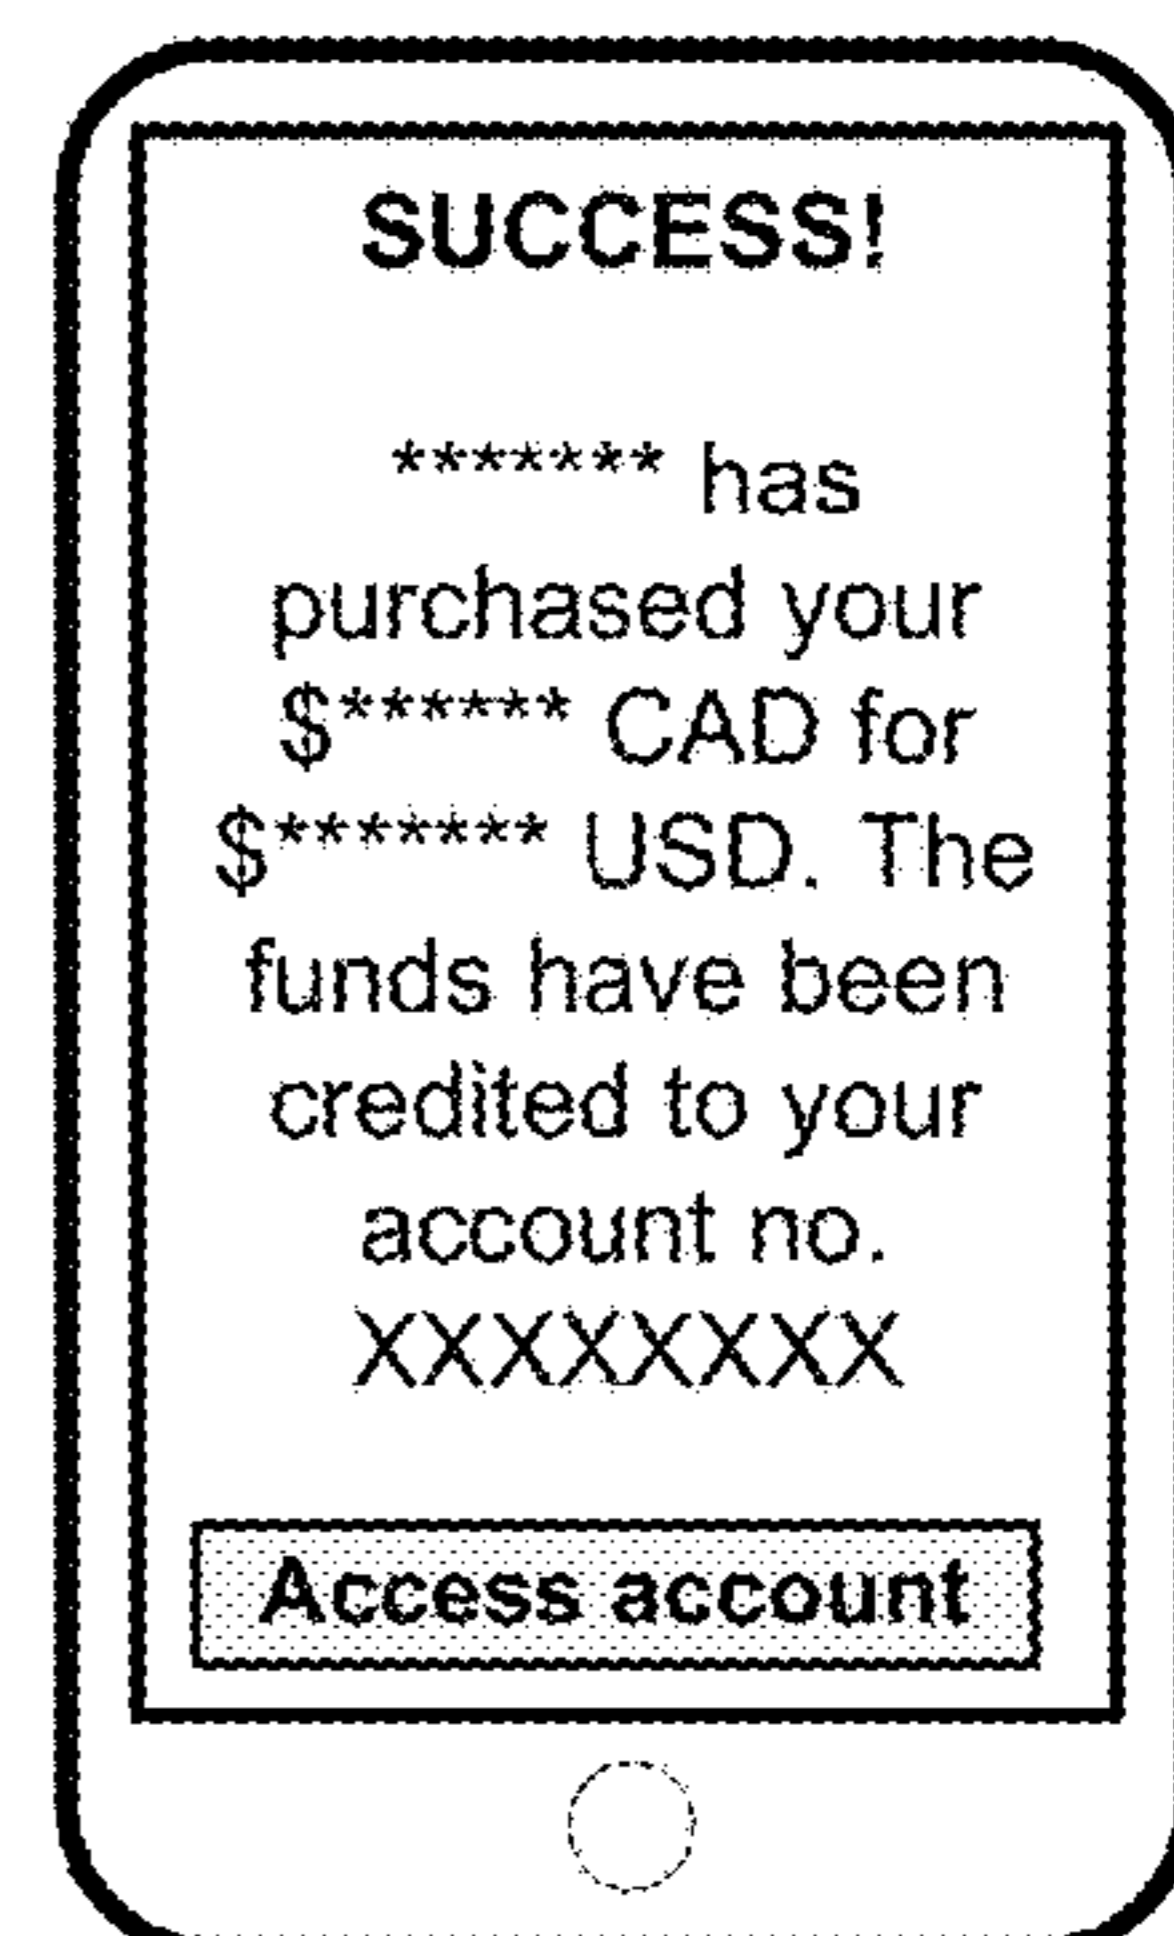 SUCCESS!
******* has
purchased your
$****** CAD for
$******* USD. The
funds have been
credited to your
account no.
XXXXXXXX
Access account